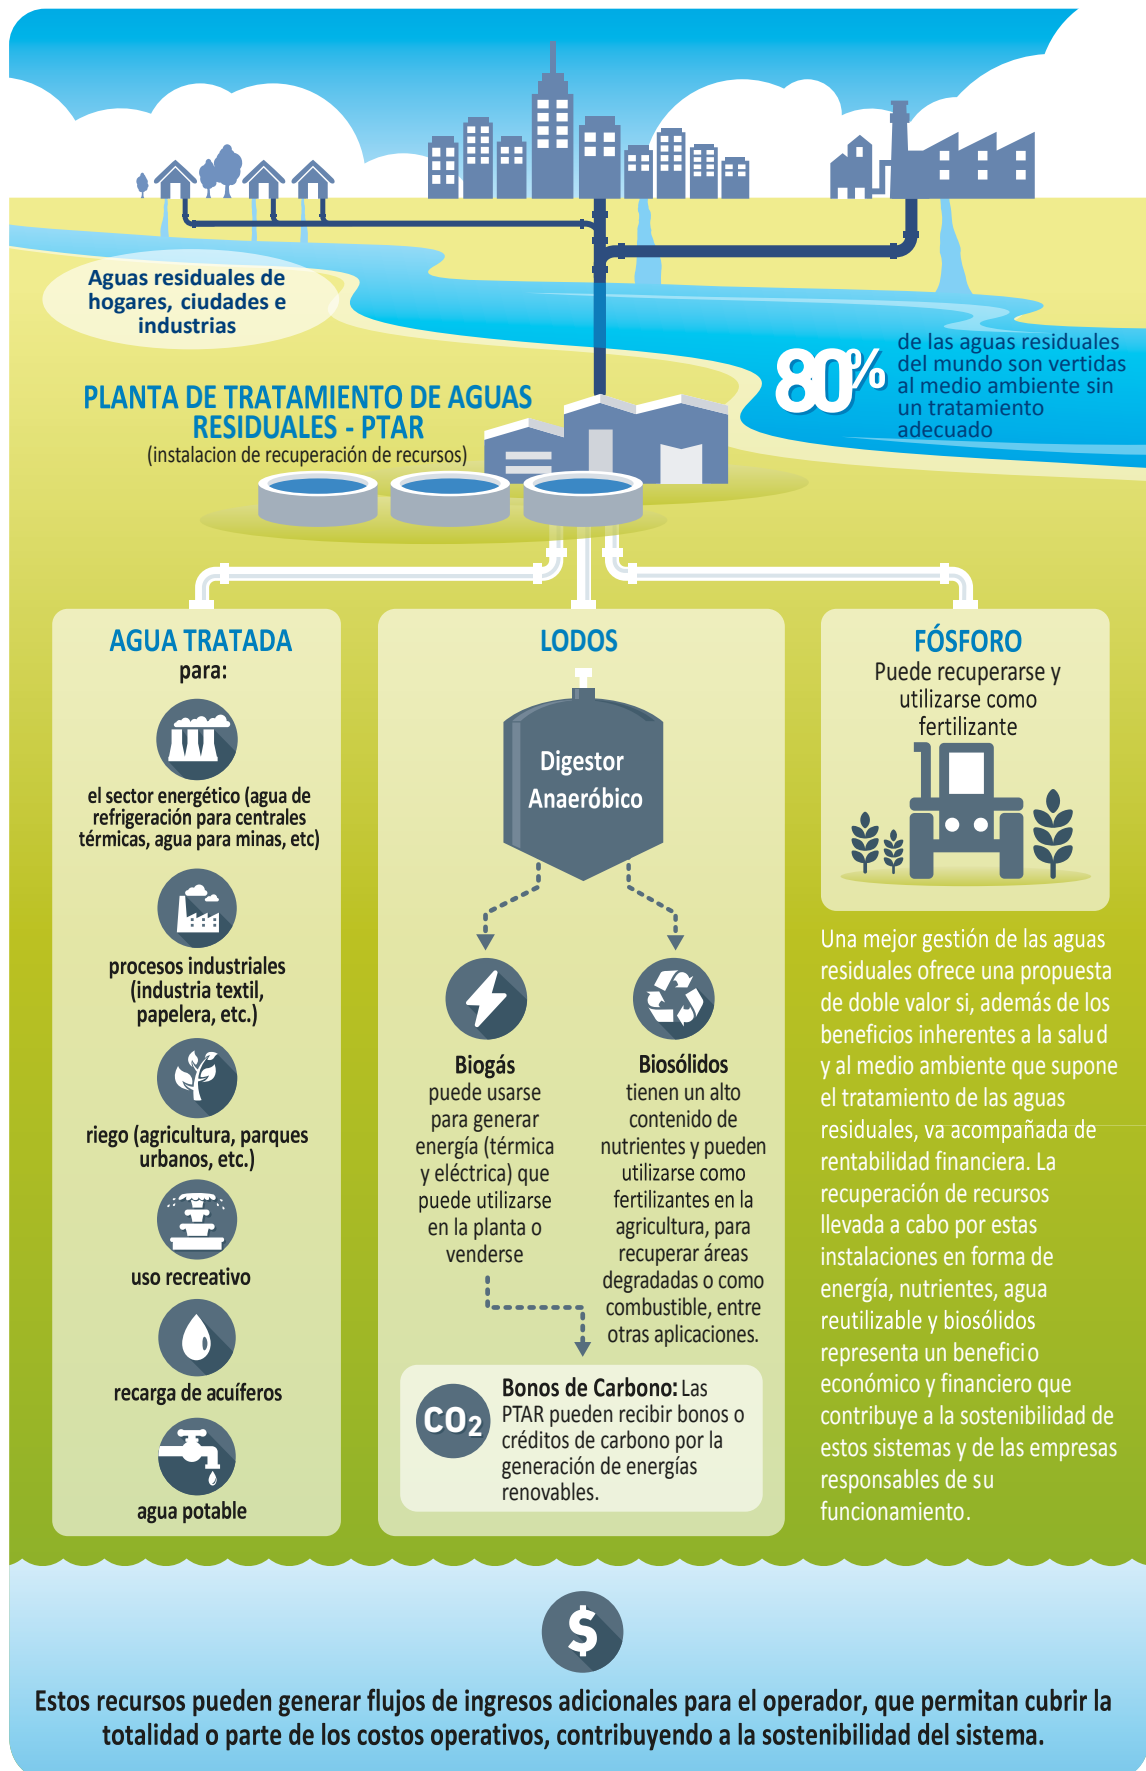 Aguas residuales de
hogares, ciudades e
industrias
80%
de las aguas residuales
del mundo son vertidas
al medio ambiente sin
un tratamiento
adecuado
PLANTA DE TRATAMIENTO DE AGUAS
RESIDUALES - PTAR
(instalacion de recuperación de recursos)
AGUA TRATADA
para:
el sector energético (agua de
refrigeración para centrales
térmicas, agua para minas, etc)
procesos industriales
(industria textil,
papelera, etc.)
riego (agricultura, parques
urbanos, etc.)
uso recreativo
recarga de acuíferos
agua potable
LODOS
Digestor
Anaeróbico
Biogás
puede usarse
para generar
energía (térmica
y eléctrica) que
puede utilizarse
en la planta o
venderse
Biosólidos
tienen un alto
contenido de
nutrientes y pueden
utilizarse como
fertilizantes en la
agricultura, para
recuperar áreas
degradadas o como
combustible, entre
otras aplicaciones.
CO2
Bonos de Carbono: Las
PTAR pueden recibir bonos o
créditos de carbono por la
generación de energías
renovables.
FÓSFORO
Puede recuperarse y
utilizarse como
fertilizante
Una mejor gestión de las aguas
residuales ofrece una propuesta
de doble valor si, además de los
beneficios inherentes a la salud
y al medio ambiente que supone
el tratamiento de las aguas
residuales, va acompañada de
rentabilidad financiera. La
recuperación de recursos
llevada a cabo por estas
instalaciones en forma de
energía, nutrientes, agua
reutilizable y biosólidos
representa un beneficio
económico y financiero que
contribuye a la sostenibilidad de
estos sistemas y de las empresas
responsables de su
funcionamiento.
$
Estos recursos pueden generar flujos de ingresos adicionales para el operador, que permitan cubrir la
totalidad o parte de los costos operativos, contribuyendo a la sostenibilidad del sistema.